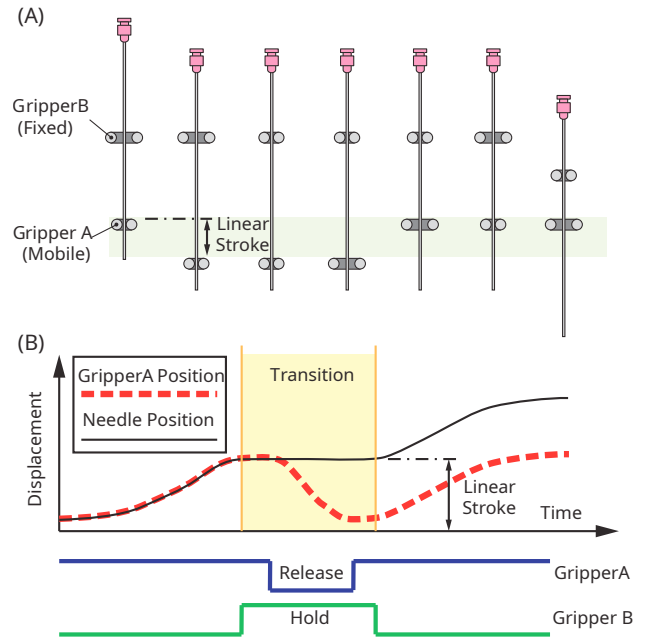 (A)
GripperB
(Fixed)
Gripper A
(Mobile)
Linear
Stroke
(B)
GripperA Position
Needle Position
Transition
Displacement
Linear
Stroke
Time
Release
GripperA
Hold
Gripper B